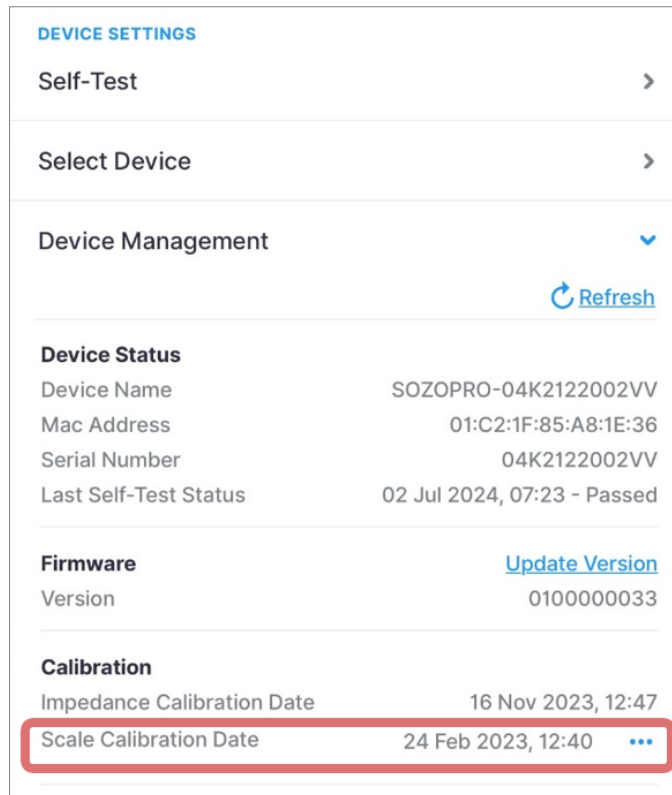 DEVICE SETTINGS
Self-Test
Select Device
Device Management
Refresh
Device Status
Device Name SOZOPRO-04K2122002VV
Mac Address 01:C2:1F:85:A8:1E:36
Serial Number 04K2122002VV
Last Self-Test Status 02 Jul 2024, 07:23 - Passed
Firmware Update Version
Version 0100000033
Calibration
Impedance Calibration Date 16 Nov 2023, 12:47
Scale Calibration Date 24 Feb 2023, 12:40 •••